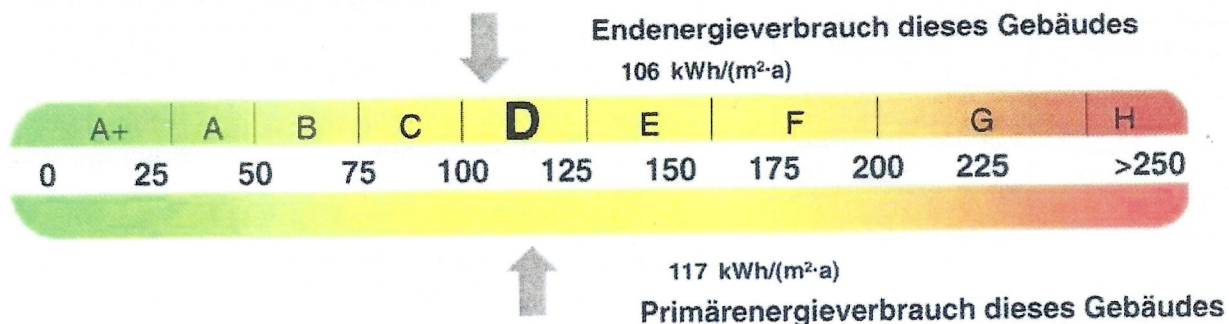 Endenergieverbrauch dieses Gebäudes
106 kWh/(m²·a)
A+ A B C D E F G H
0 25 50 75 100 125 150 175 200 225 >250
117 kWh/(m²·a)
Primärenergieverbrauch dieses Gebäudes